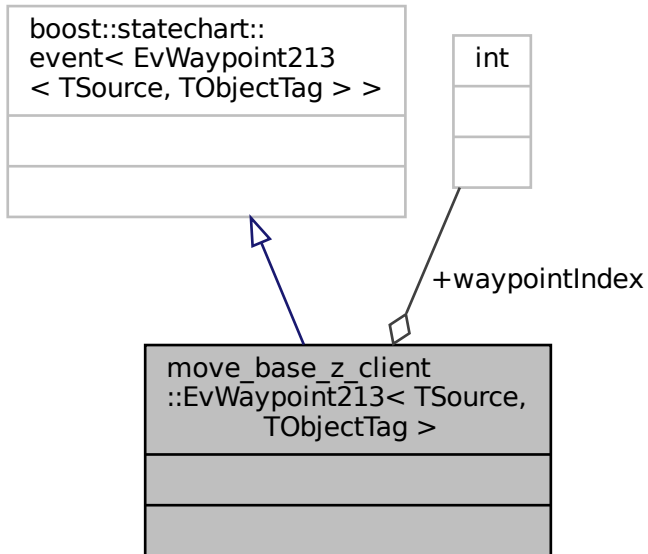 boost::statechart::
event< EvWaypoint213
< TSource, TObjectTag > >
int
+waypointIndex
move_base_z_client
::EvWaypoint213< TSource,
TObjectTag >